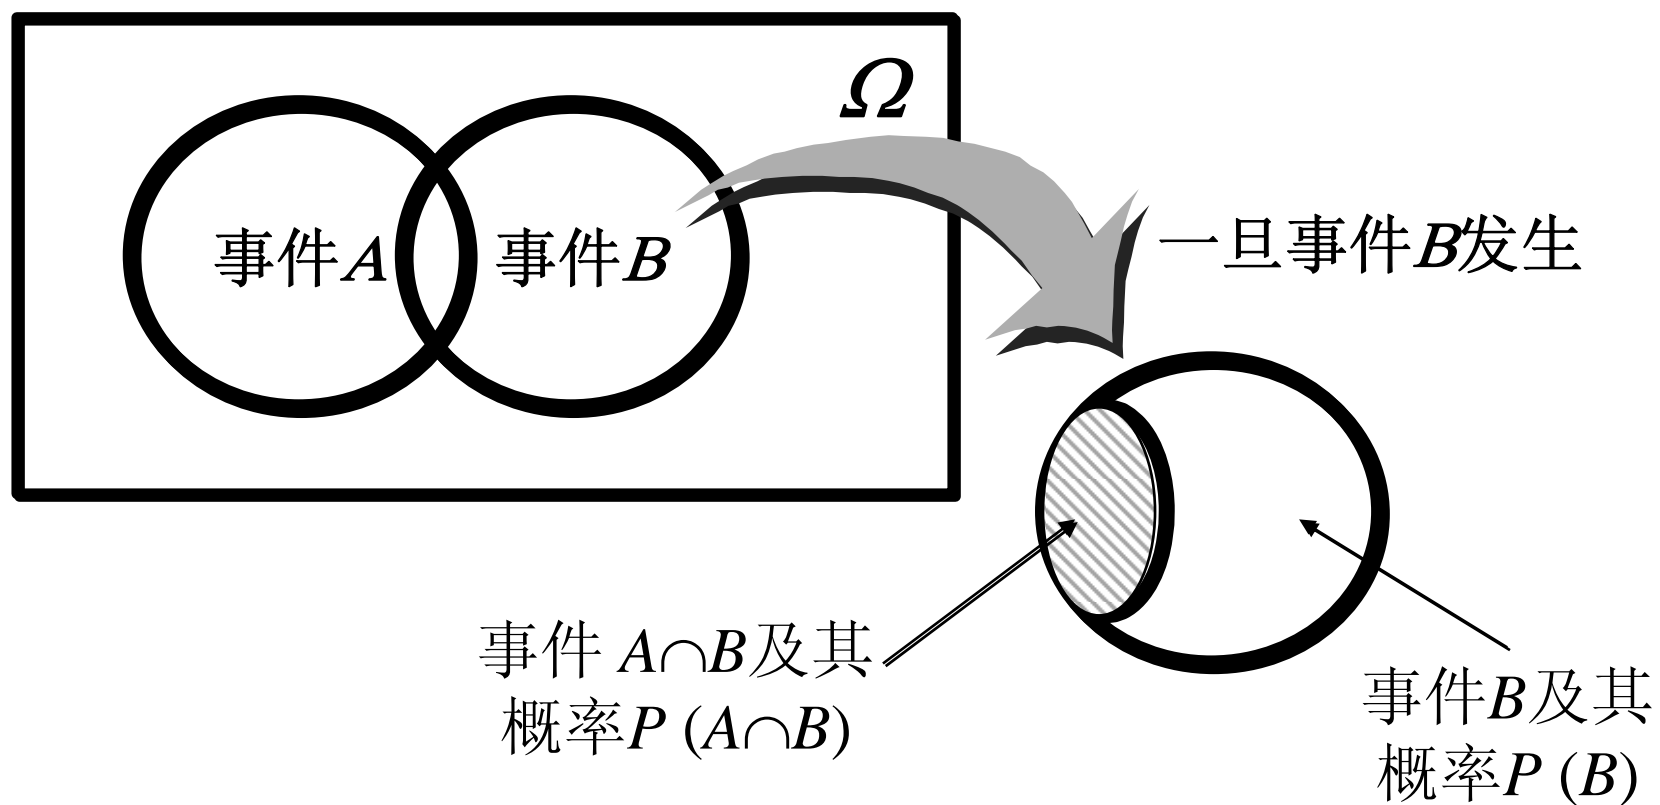 Ω
事件A
事件B
一旦事件B发生
事件 A∩B及其
概率P (A∩B)
事件B及其
概率P (B)